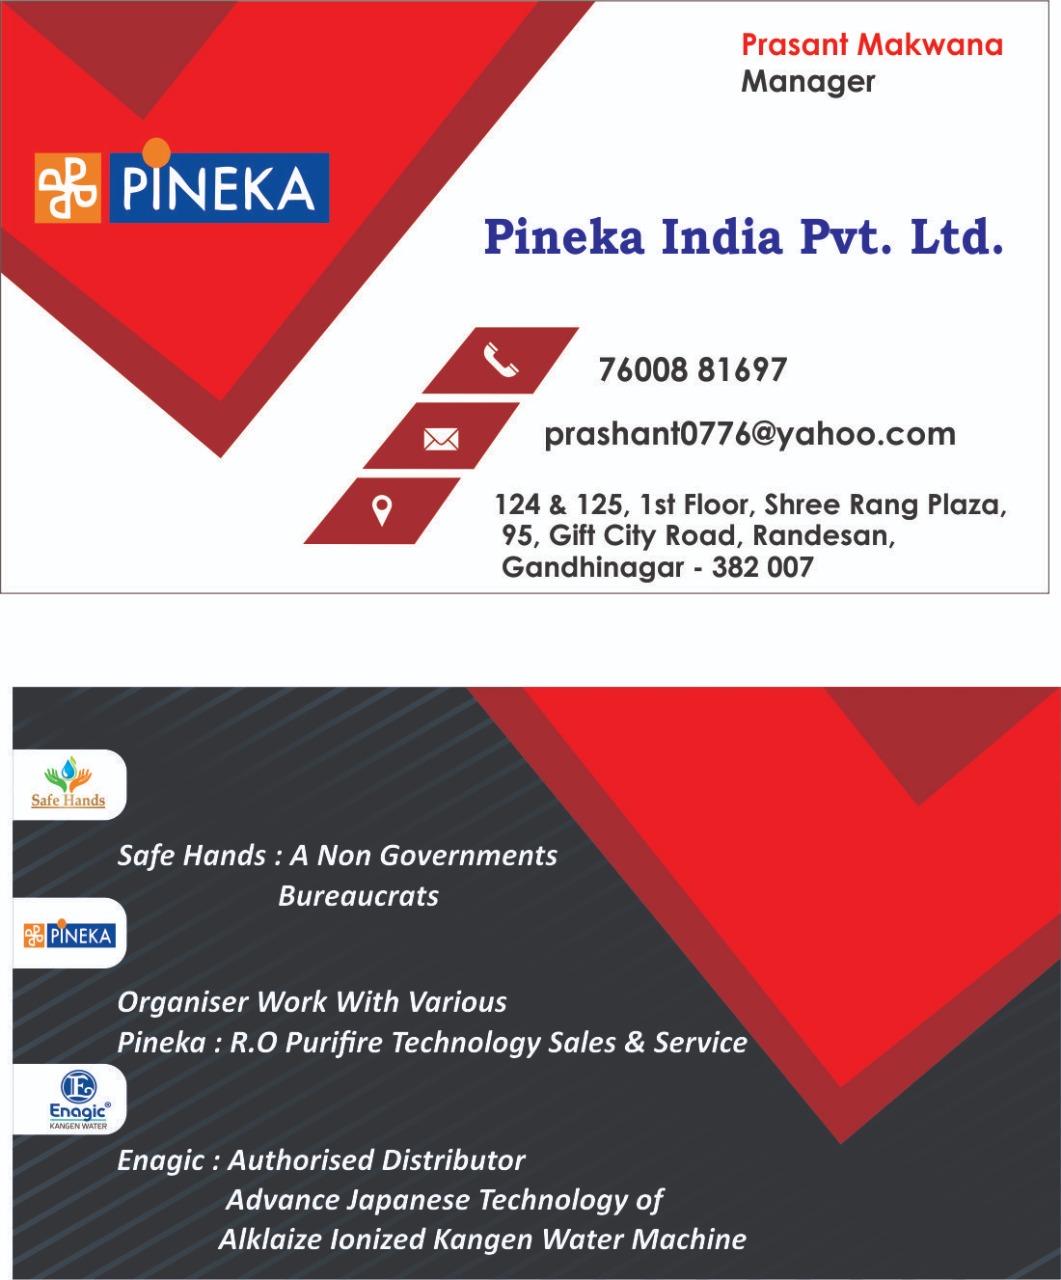 Prasant Makwana
Manager
PINEKA
Pineka India Pvt. Ltd.
76008 81697
prashant0776@yahoo.com
124 & 125, 1st Floor, Shree Rang Plaza,
95, Gift City Road, Randesan,
Gandhinagar - 382 007
Safe Hands
Safe Hands : A Non Governments
Bureaucrats
PINEKA
Organiser Work With Various
Pineka : R.O Purifire Technology Sales & Service
E
Enagic®
KANGEN WATER
Enagic : Authorised Distributor
Advance Japanese Technology of
Alklaize Ionized Kangen Water Machine